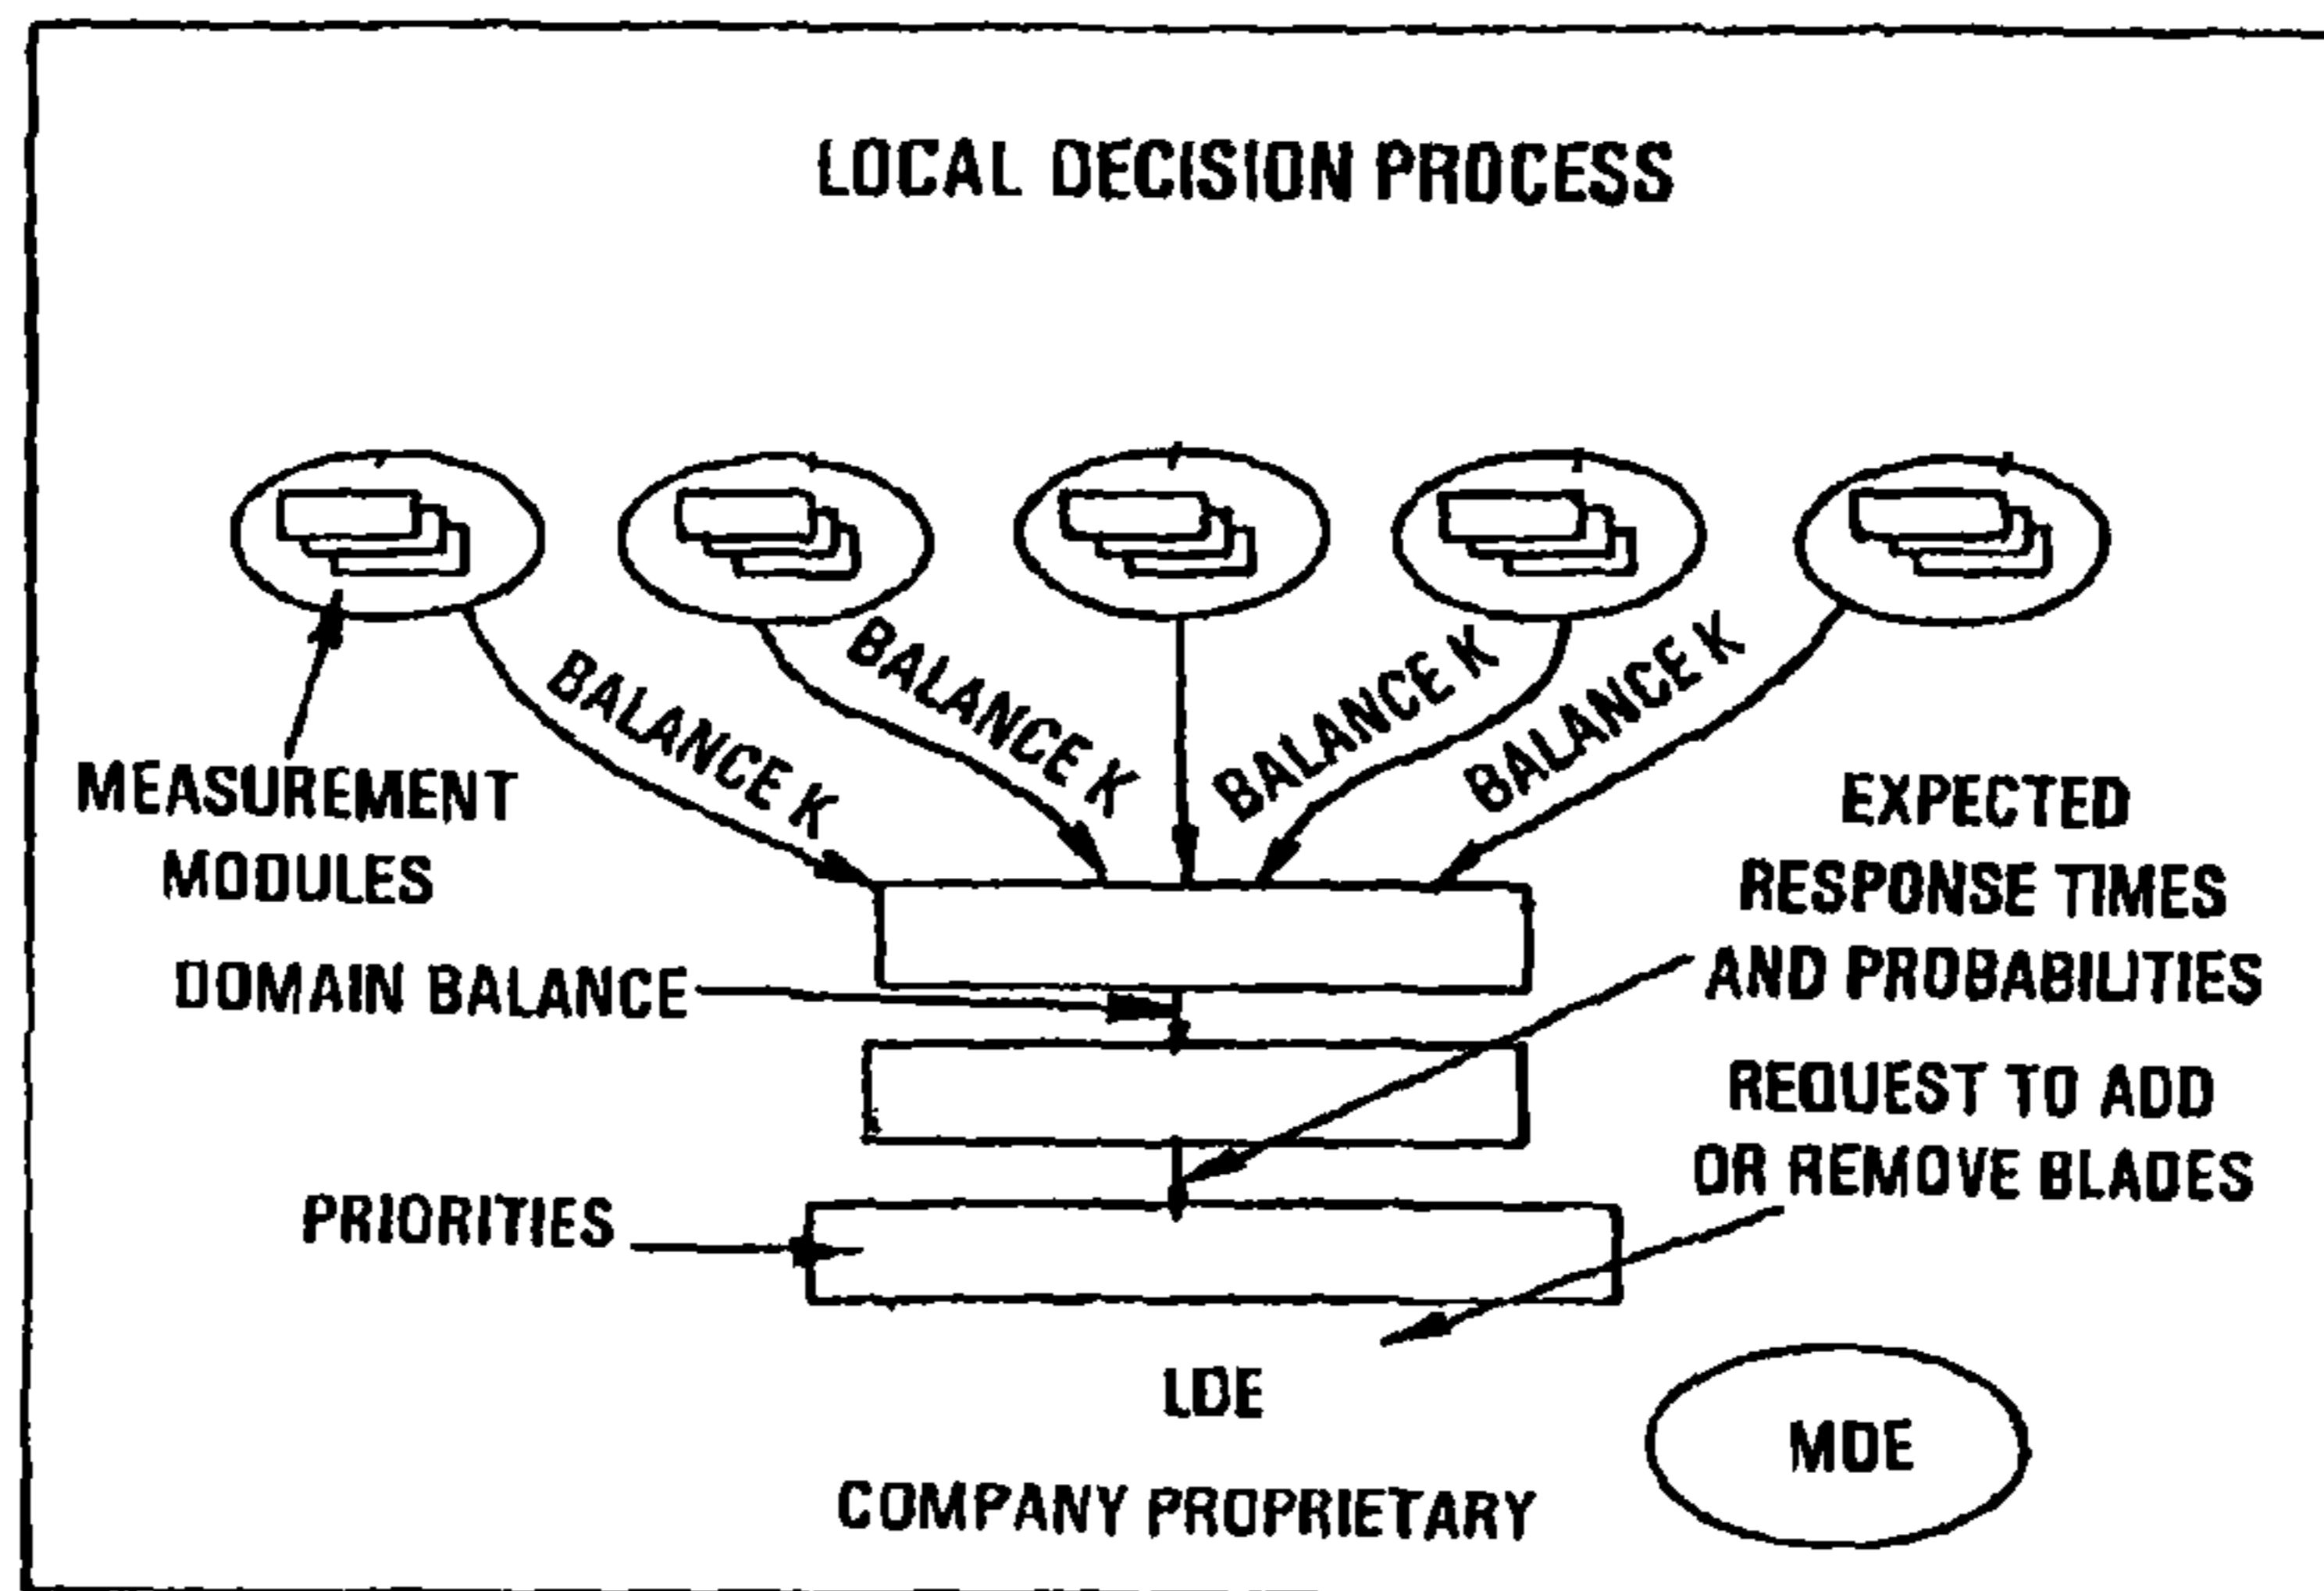 LOCAL DECISION PROCESS
BALANCE K
BALANCE K
BALANCE K
BALANCE K
MEASUREMENT
MODULES
EXPECTED
RESPONSE TIMES
AND PROBABILITIES
DOMAIN BALANCE
REQUEST TO ADD
OR REMOVE BLADES
PRIORITIES
LDE
MDE
COMPANY PROPRIETARY